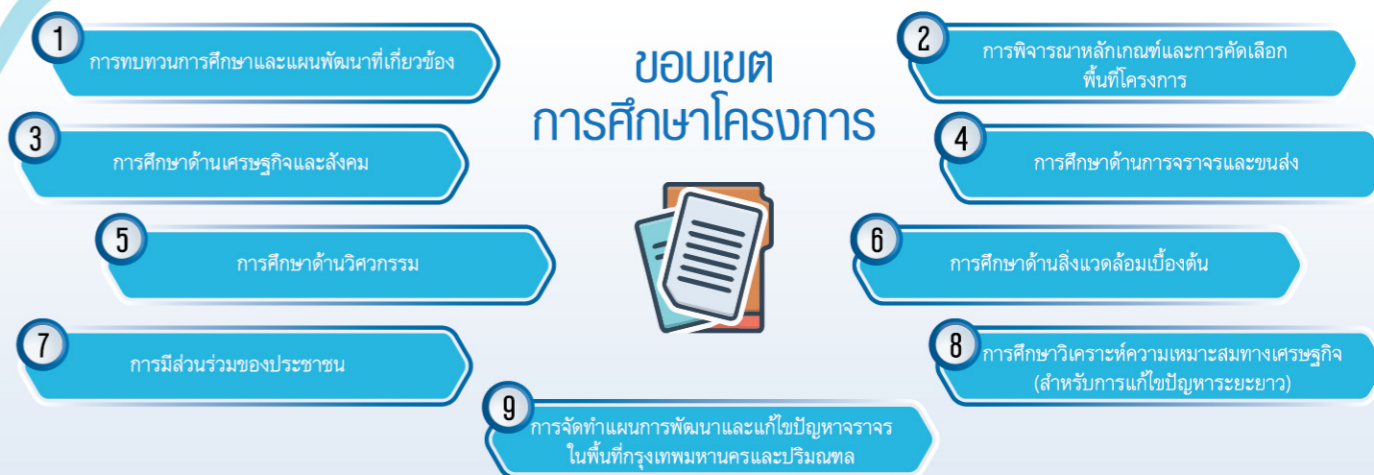 ขอบเขต
การศึกษาโครงการ
1
การทบทวนการศึกษาและแผนพัฒนาที่เกี่ยวข้อง
2
การพิจารณาหลักเกณฑ์และการคัดเลือก
พื้นที่โครงการ
3
การศึกษาด้านเศรษฐกิจและสังคม
4
การศึกษาด้านการจราจรและขนส่ง
5
การศึกษาด้านวิศวกรรม
6
การศึกษาด้านสิ่งแวดล้อมเบื้องต้น
7
การมีส่วนร่วมของประชาชน
8
การศึกษาวิเคราะห์ความเหมาะสมทางเศรษฐกิจ
(สำหรับการแก้ไขปัญหาระยะยาว)
9
การจัดทำแผนการพัฒนาและแก้ไขปัญหาจราจร
ในพื้นที่กรุงเทพมหานครและปริมณฑล